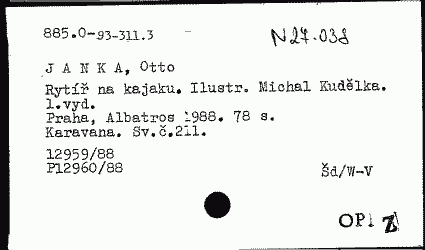 885.0-93-311.3
N27.038
J A N K A, Otto
Rytíř na kajaku. Ilustr. Michal Kudělka.
1.vyd.
Praha, Albatros 1988. 78 s.
Karavana. Sv.č.211.
12959/88
P12960/88
Šd/W-V
OP1 Z